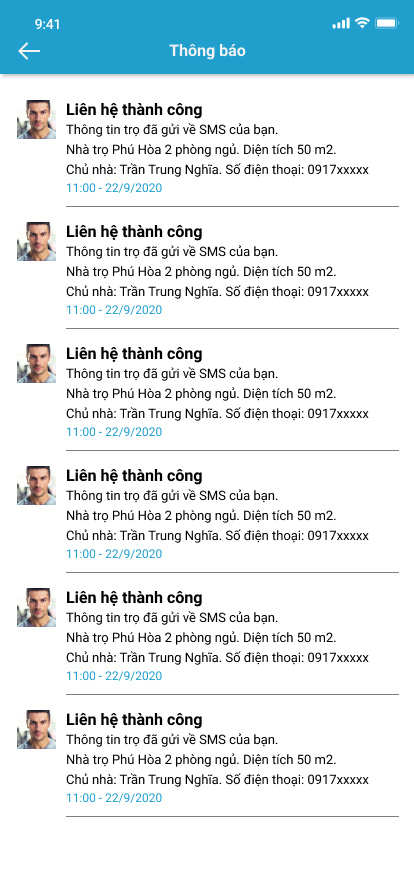 9:41
Thông báo
Liên hệ thành công
Thông tin trọ đã gửi về SMS của bạn.
Nhà trọ Phú Hòa 2 phòng ngủ. Diện tích 50 m2.
Chủ nhà: Trần Trung Nghĩa. Số điện thoại: 0917xxxxx
11:00 - 22/9/2020
Liên hệ thành công
Thông tin trọ đã gửi về SMS của bạn.
Nhà trọ Phú Hòa 2 phòng ngủ. Diện tích 50 m2.
Chủ nhà: Trần Trung Nghĩa. Số điện thoại: 0917xxxxx
11:00 - 22/9/2020
Liên hệ thành công
Thông tin trọ đã gửi về SMS của bạn.
Nhà trọ Phú Hòa 2 phòng ngủ. Diện tích 50 m2.
Chủ nhà: Trần Trung Nghĩa. Số điện thoại: 0917xxxxx
11:00 - 22/9/2020
Liên hệ thành công
Thông tin trọ đã gửi về SMS của bạn.
Nhà trọ Phú Hòa 2 phòng ngủ. Diện tích 50 m2.
Chủ nhà: Trần Trung Nghĩa. Số điện thoại: 0917xxxxx
11:00 - 22/9/2020
Liên hệ thành công
Thông tin trọ đã gửi về SMS của bạn.
Nhà trọ Phú Hòa 2 phòng ngủ. Diện tích 50 m2.
Chủ nhà: Trần Trung Nghĩa. Số điện thoại: 0917xxxxx
11:00 - 22/9/2020
Liên hệ thành công
Thông tin trọ đã gửi về SMS của bạn.
Nhà trọ Phú Hòa 2 phòng ngủ. Diện tích 50 m2.
Chủ nhà: Trần Trung Nghĩa. Số điện thoại: 0917xxxxx
11:00 - 22/9/2020